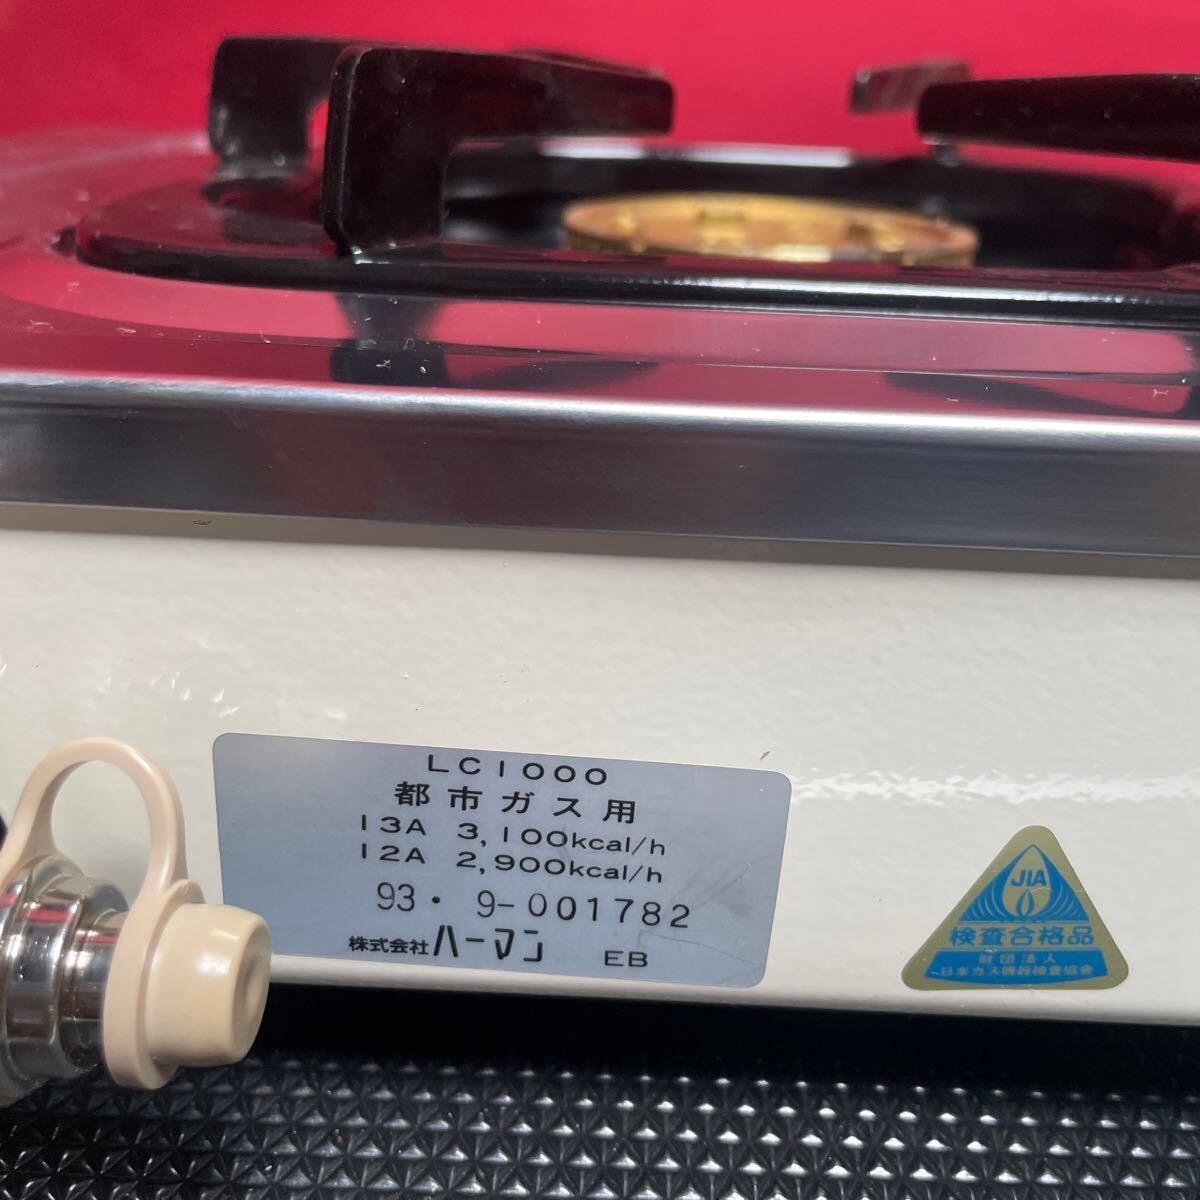 LC1000
都市ガス用
13A 3,100kcal/h
12A 2,900kcal/h
93・9-001782
株式会社ハーマン EB
JIA
検査合格品
財団法人
日本ガス機器検査協会